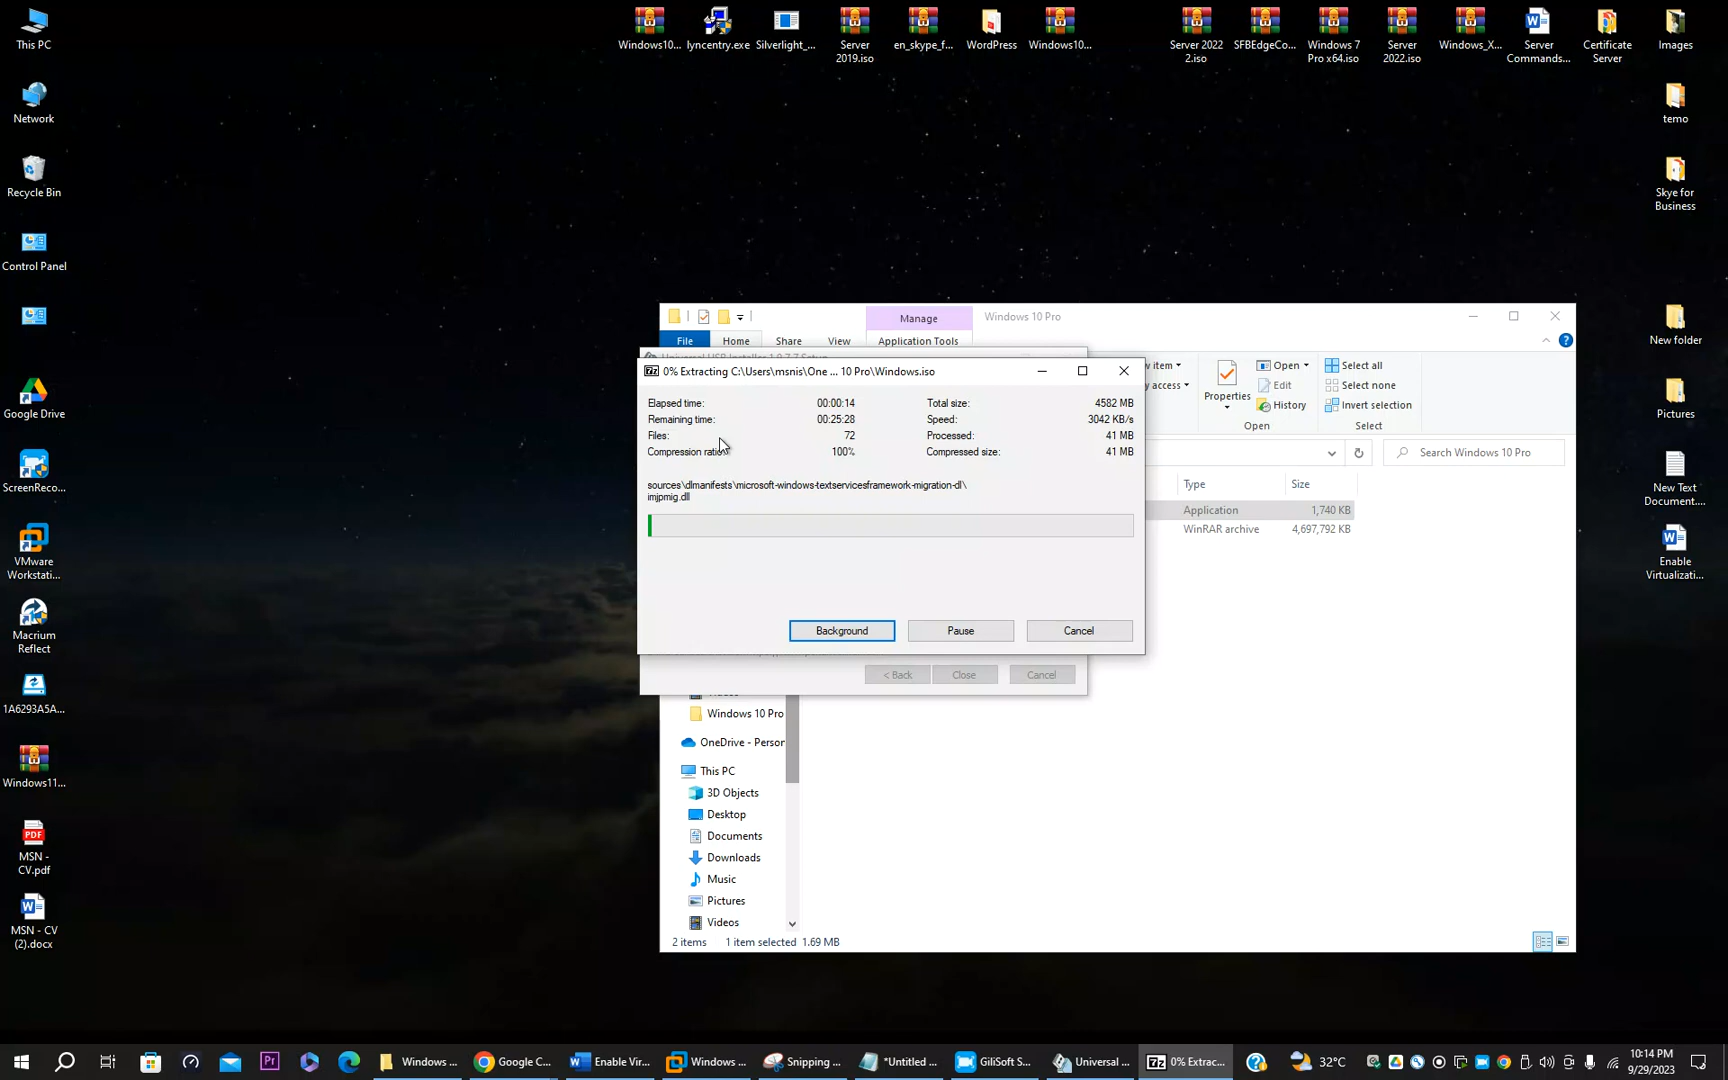 This PC
Network
Recycle Bin
Control Panel
Google Drive
ScreenReco...
VMware
Workstati...
Macrium
Reflect
1A6293A5A...
Windows11...
MSN -
CV.pdf
MSN - CV
(2).docx
Windows10...
lyncentry.exe
Silverlight_...
Server
2019.iso
en_skype_f...
WordPress
Windows10...
Server 2022
2.iso
SFBEdgeCo...
Windows 7
Pro x64.iso
Server
2022.iso
Windows_X...
Server
Commands...
Certificate
Server
Images
temo
Skye for
Business
New folder
Pictures
New Text
Document....
Enable
Virtualizati...
Manage
Windows 10 Pro
File
Home
Share
View
Application Tools
Properties
Open
Edit
History
Open
Select all
Select none
Invert selection
Select
Search Windows 10 Pro
Type
Size
Application
1,740 KB
WinRAR archive
4,697,792 KB
0% Extracting C:\Users\msnis\One ... 10 Pro\Windows.iso
Elapsed time: 00:00:14
Total size: 4582 MB
Remaining time: 00:25:28
Speed: 3042 KB/s
Files: 72
Processed: 41 MB
Compression ratio: 100%
Compressed size: 41 MB
sources\dlmanifests\microsoft-windows-textservicesframework-migration-dl\
imjpmig.dll
Background
Pause
Cancel
< Back
Close
Cancel
Windows 10 Pro
OneDrive - Person
This PC
3D Objects
Desktop
Documents
Downloads
Music
Pictures
Videos
2 items
1 item selected 1.69 MB
Windows ...
Google C...
Enable Vir...
Windows ...
Snipping ...
*Untitled ...
GiliSoft S...
Universal ...
0% Extrac...
32°C
10:14 PM
9/29/2023